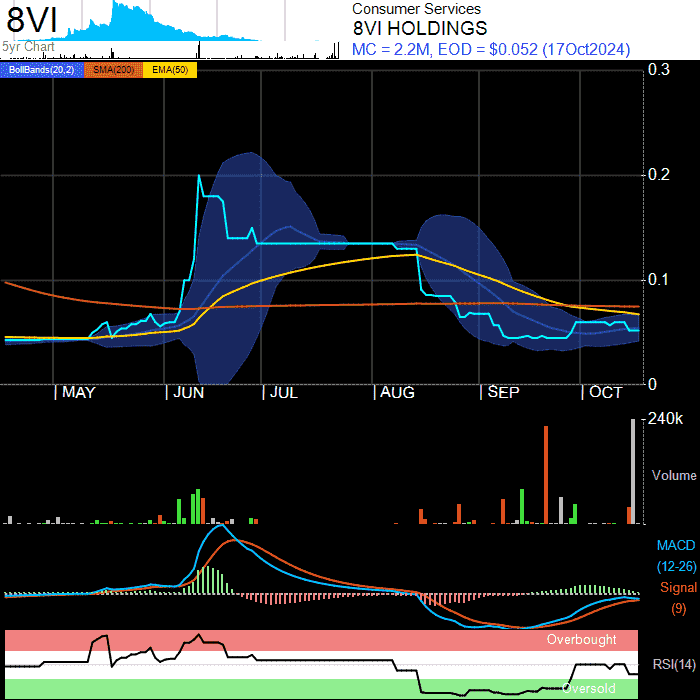 8VI
Consumer Services
8VI HOLDINGS
5yr Chart
MC = 2.2M, EOD = $0.052 (17Oct2024)
BollBands(20,2) SMA(200) EMA(50)
0.3
0.2
0.1
0
MAY JUN JUL AUG SEP OCT
240k
Volume
MACD
(12-26)
Signal
(9)
Overbought
RSI(14)
Oversold